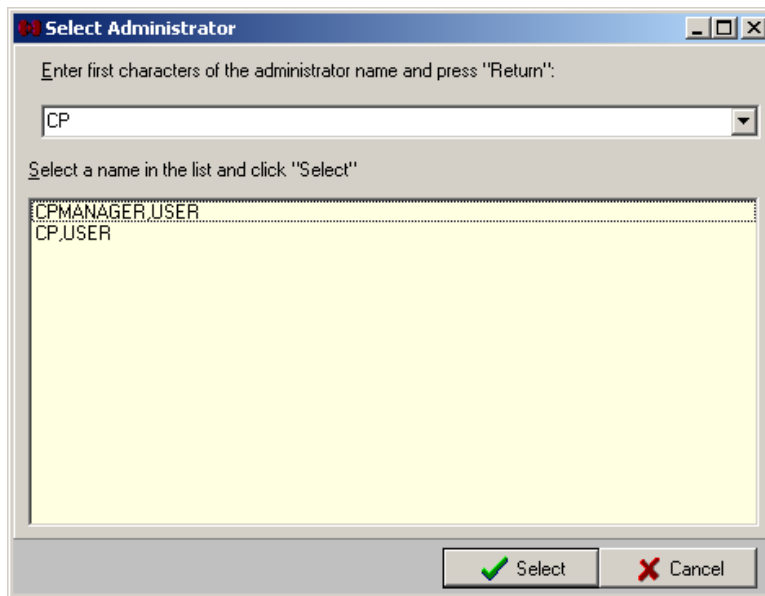 Select Administrator
Enter first characters of the administrator name and press "Return":
CP
Select a name in the list and click "Select"
CPMANAGER,USER
CP,USER
Select
Cancel